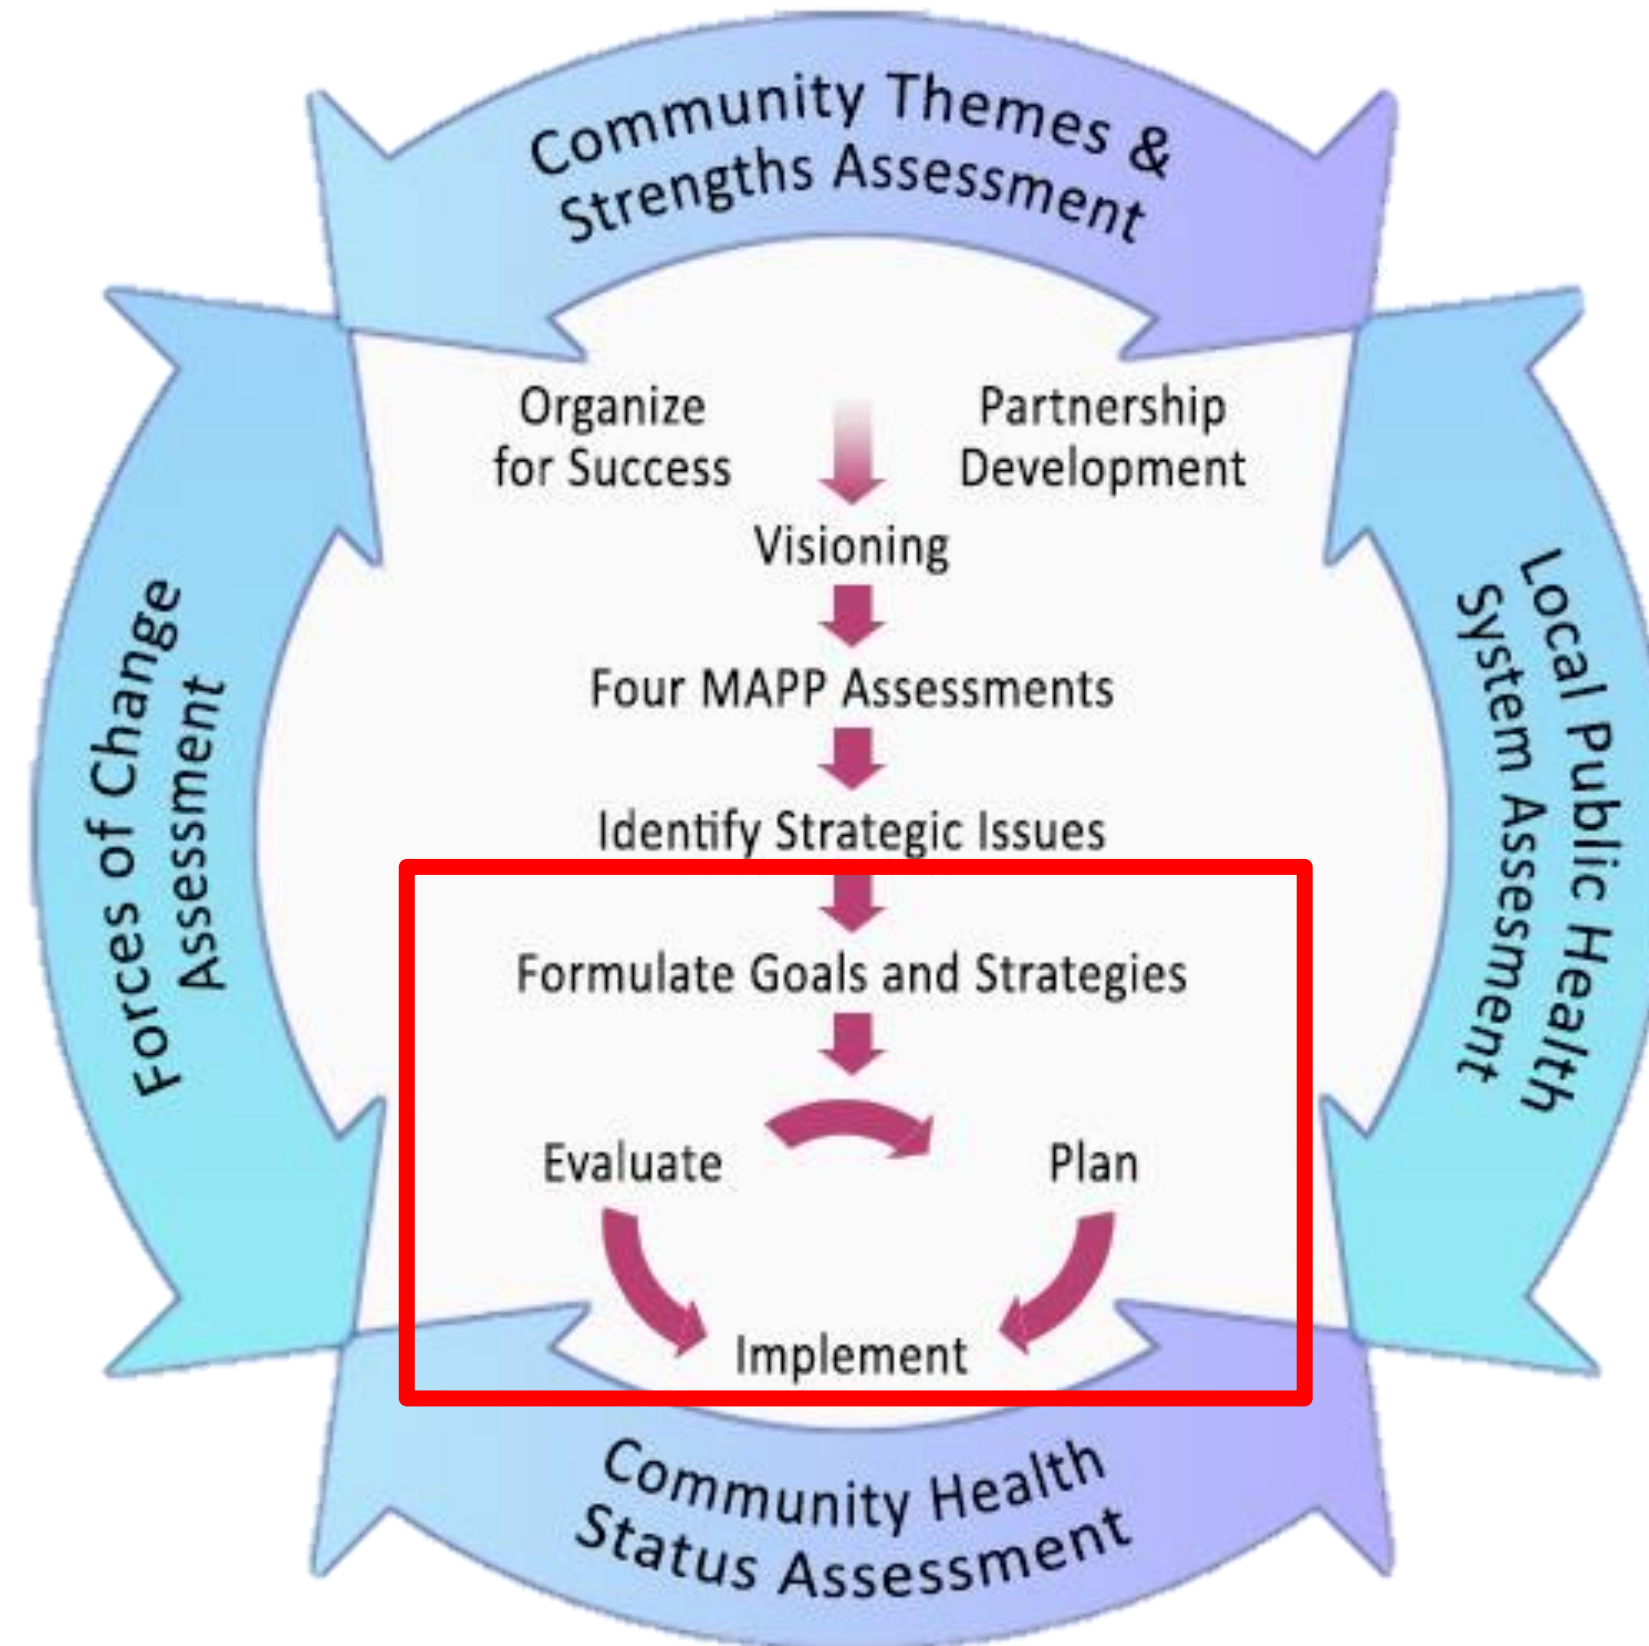 Community Themes &
Strengths Assessment
Organize
for Success
Partnership
Development
Visioning
Four MAPP Assessments
Identify Strategic Issues
Formulate Goals and Strategies
Evaluate
Plan
Implement
Forces of Change
Assessment
Local Public Health
System Assessment
Community Health
Status Assessment